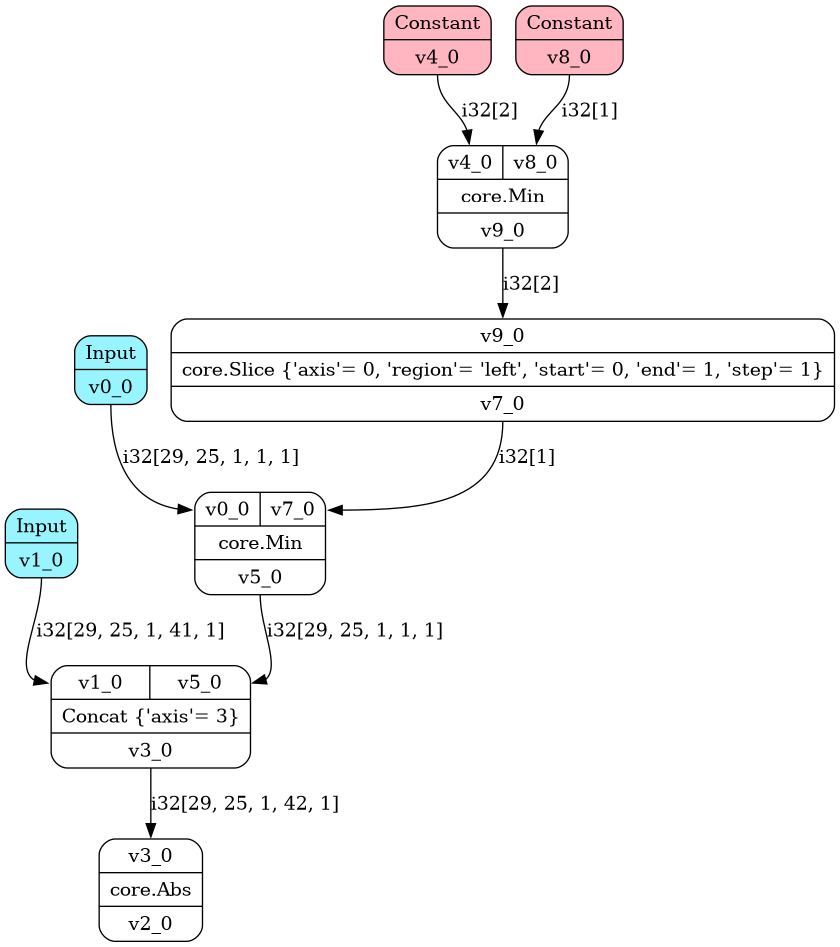 Constant
v4_0
Constant
v8_0
i32[2]
i32[1]
v4_0 v8_0
core.Min
v9_0
i32[2]
Input
v0_0
v9_0
core.Slice {'axis'= 0, 'region'= 'left', 'start'= 0, 'end'= 1, 'step'= 1}
v7_0
i32[29, 25, 1, 1, 1]
i32[1]
Input
v1_0
v0_0 v7_0
core.Min
v5_0
i32[29, 25, 1, 41, 1]
i32[29, 25, 1, 1, 1]
v1_0 v5_0
Concat {'axis'= 3}
v3_0
i32[29, 25, 1, 42, 1]
v3_0
core.Abs
v2_0